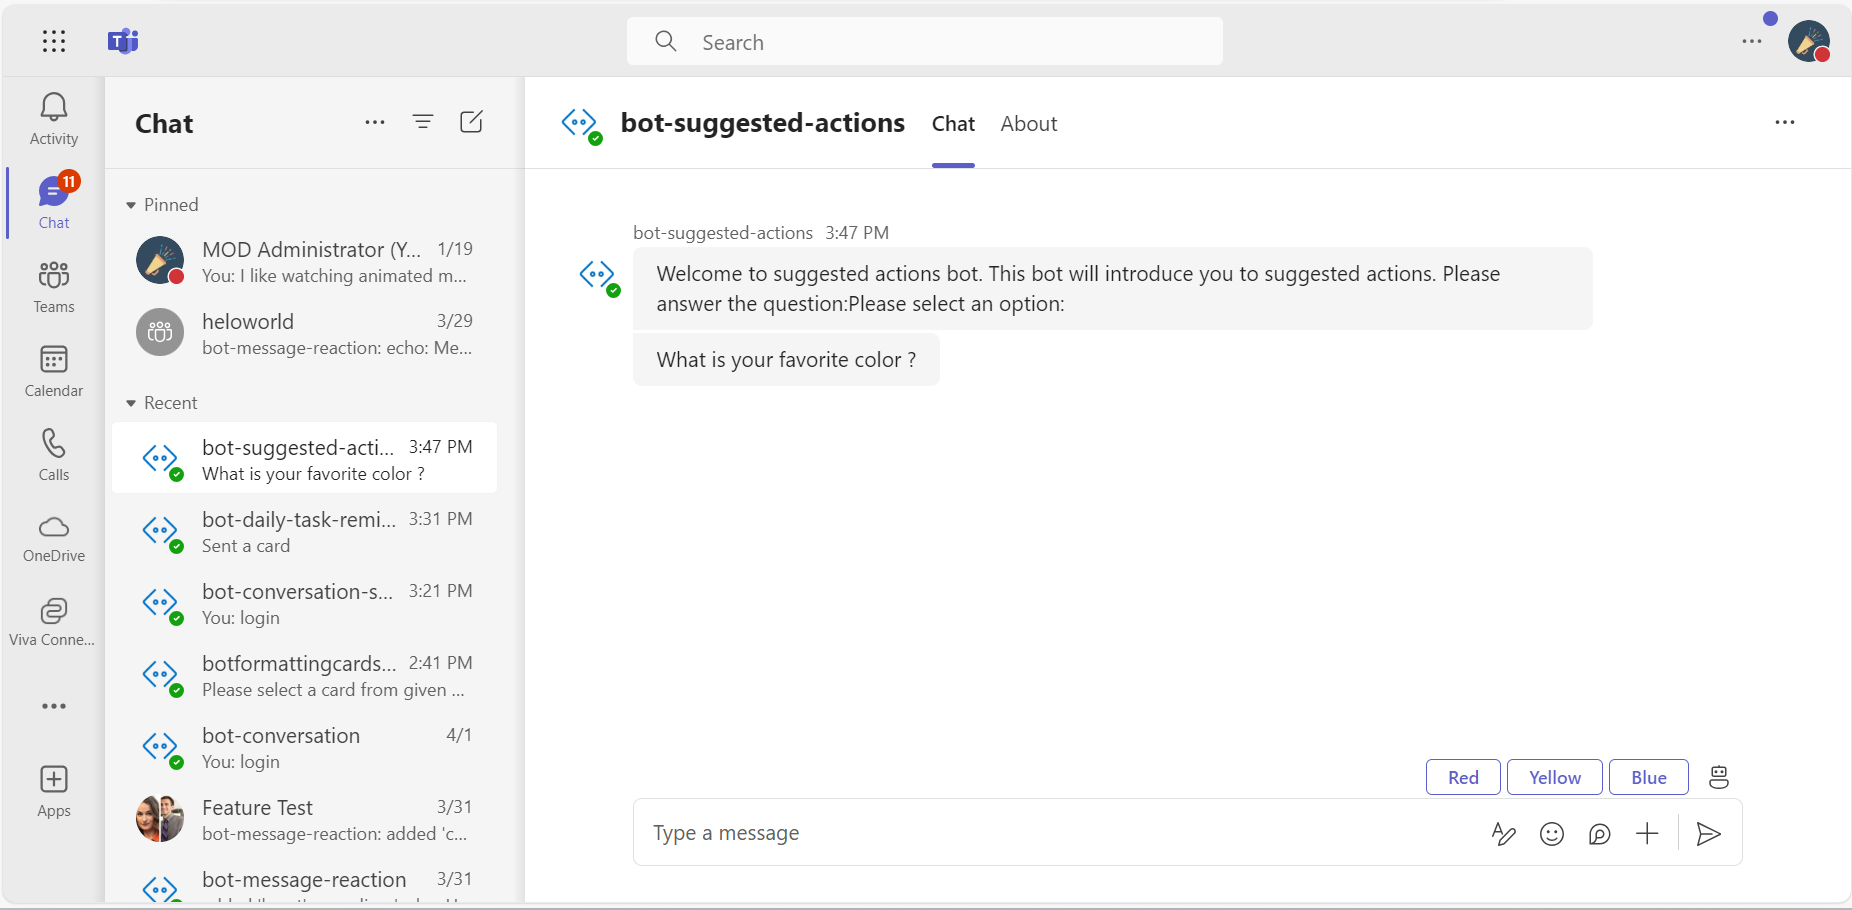 Search
Activity
11
Chat
Teams
Calendar
Calls
OneDrive
Viva Conne...
Apps
Chat
Pinned
MOD Administrator (Y... 1/19
You: I like watching animated m...
heloworld 3/29
bot-message-reaction: echo: Me...
Recent
bot-suggested-acti... 3:47 PM
What is your favorite color ?
bot-daily-task-remi... 3:31 PM
Sent a card
bot-conversation-s... 3:21 PM
You: login
botformattingcards... 2:41 PM
Please select a card from given ...
bot-conversation 4/1
You: login
Feature Test 3/31
bot-message-reaction: added 'c...
bot-message-reaction 3/31
bot-suggested-actions Chat About
bot-suggested-actions 3:47 PM
Welcome to suggested actions bot. This bot will introduce you to suggested actions. Please
answer the question:Please select an option:
What is your favorite color ?
Red Yellow Blue
Type a message